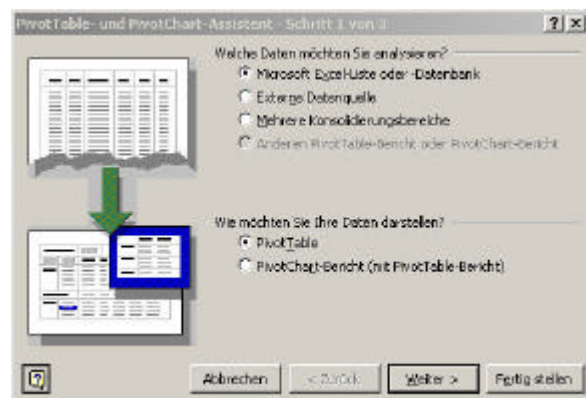 PivotTable- und PivotChart-Assistent - Schritt 1 von 3
Welche Daten möchten Sie analysieren?
Microsoft Excel-Liste oder -Datenbank
Externe Datenquelle
Mehrere Konsolidierungsbereiche
Anderen PivotTable-Bericht oder PivotChart-Bericht
Wie möchten Sie Ihre Daten darstellen?
PivotTable
PivotChart-Bericht (mit PivotTable-Bericht)
Abbrechen < Zurück Weiter > Fertig stellen